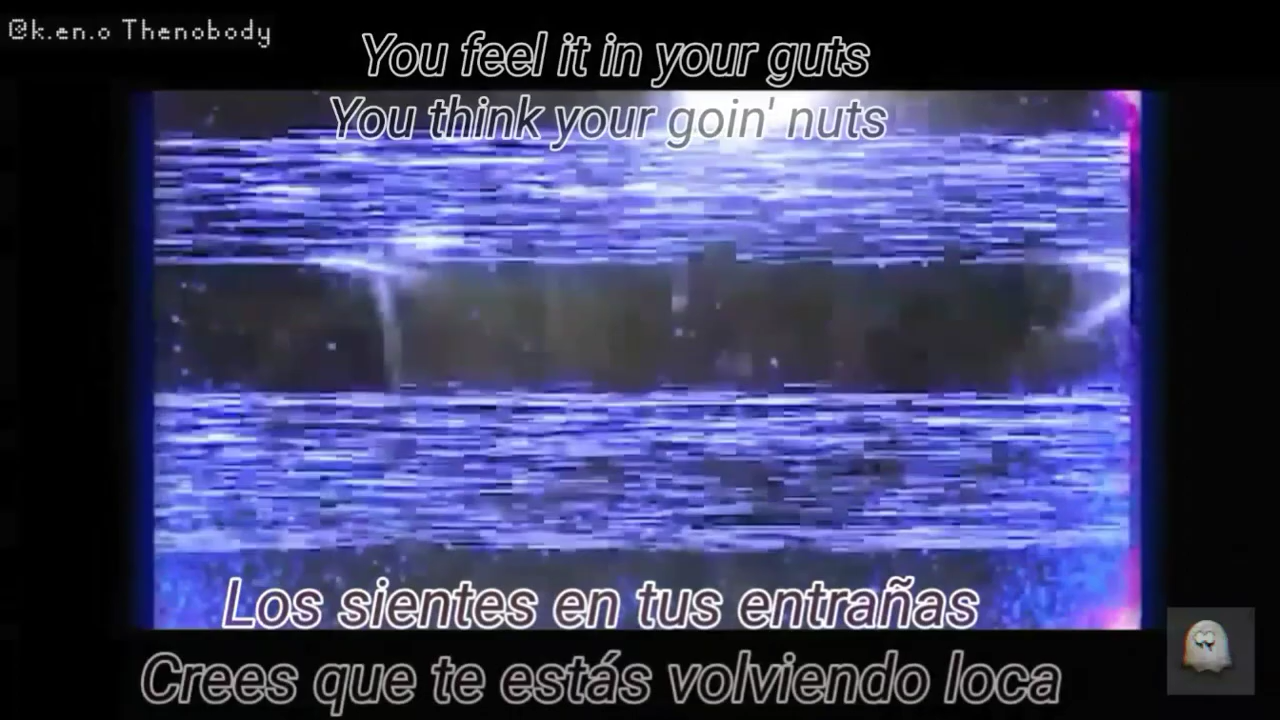 @k.en.o Thenobody
You feel it in your guts
You think your goin' nuts
Los sientes en tus entrañas
Crees que te estás volviendo loca